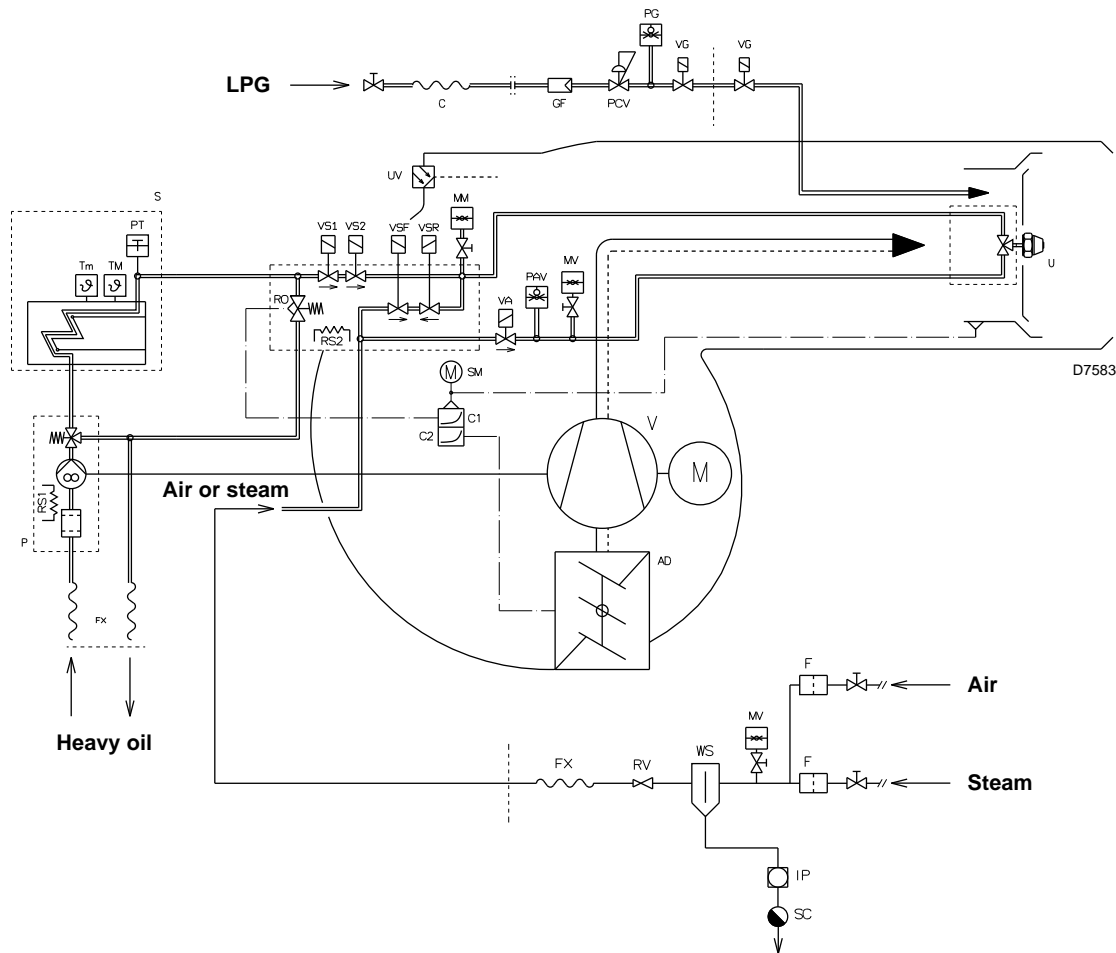 PG
VG
VG
LPG
C
GF
PCV
UV
S
MM
PT
VS1
VS2
VSF
VSR
Tm
TM
PAV
MV
U
RO
VA
RS2
D7583
M
SM
C1
V
C2
M
Air or steam
RS1
P
AD
FX
F
Air
Heavy oil
MV
WS
F
FX
RV
Steam
IP
SC